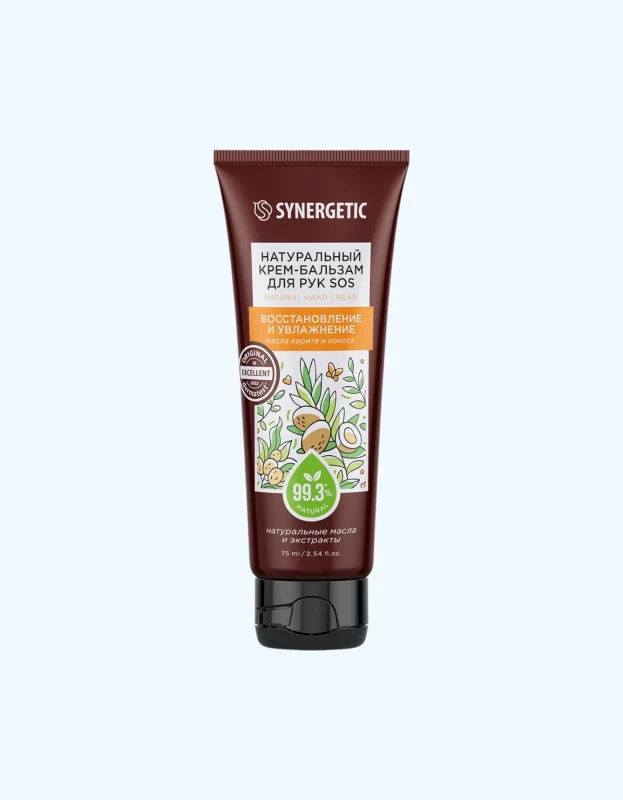 SYNERGETIC
НАТУРАЛЬНЫЙ
КРЕМ-БАЛЬЗАМ
ДЛЯ РУК SOS
NATURAL HAND CREAM
ВОССТАНОВЛЕНИЕ
И УВЛАЖНЕНИЕ
масла карите и кокоса
ORIGINAL
EXCELLENT
dermatest
99.3%
NATURAL
натуральные масла
и экстракты
75 ml / 2.54 fl.oz.